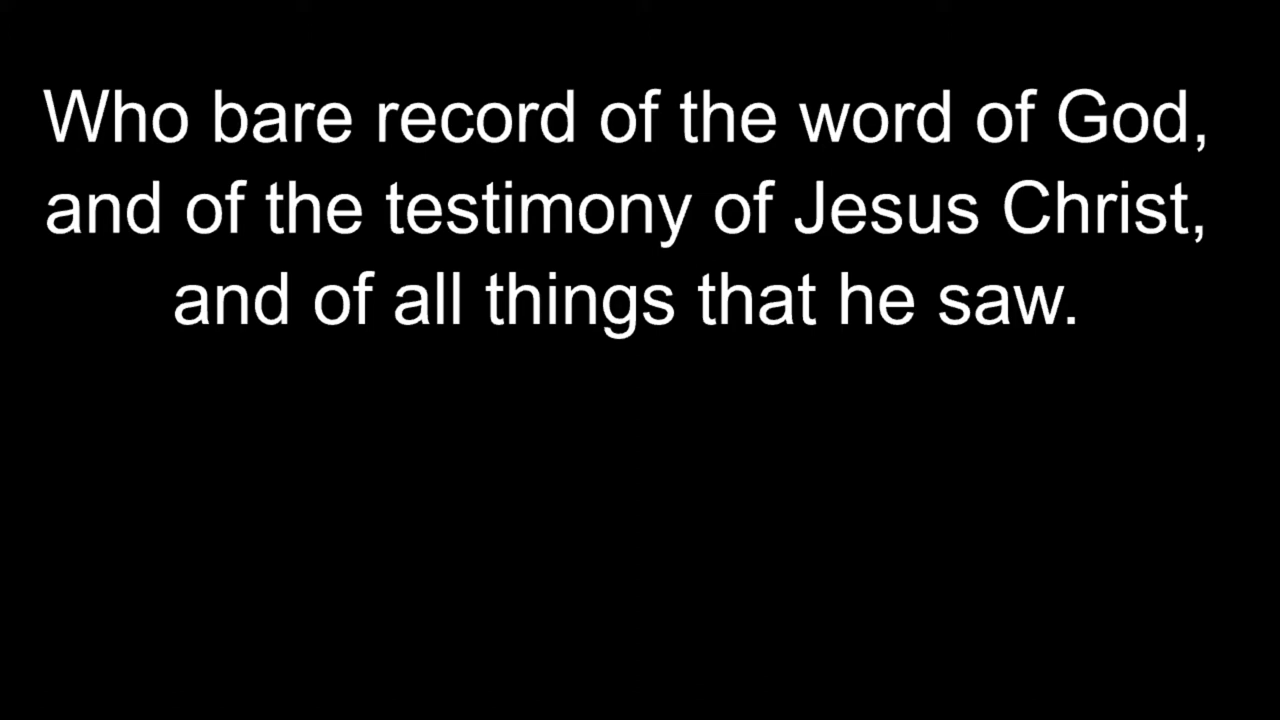 Who bare record of the word of God,
and of the testimony of Jesus Christ,
and of all things that he saw.